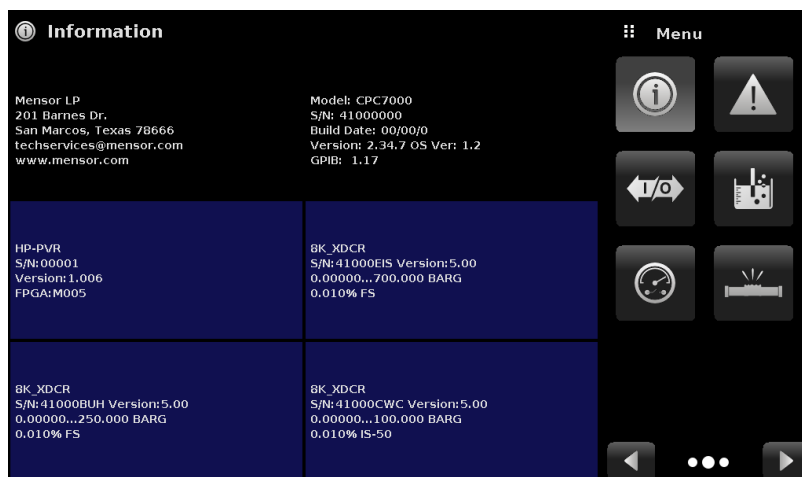 Information
Mensor LP
201 Barnes Dr.
San Marcos, Texas 78666
techservices@mensor.com
www.mensor.com
Model: CPC7000
S/N: 41000000
Build Date: 00/00/0
Version: 2.34.7 OS Ver: 1.2
GPIB: 1.17
HP-PVR
S/N:00001
Version:1.006
FPGA:M005
8K_XDCR
S/N:41000EIS Version:5.00
0.00000...700.000 BARG
0.010% FS
8K_XDCR
S/N:41000BUH Version:5.00
0.00000...250.000 BARG
0.010% FS
8K_XDCR
S/N:41000CWC Version:5.00
0.00000...100.000 BARG
0.010% IS-50
Menu
I/O